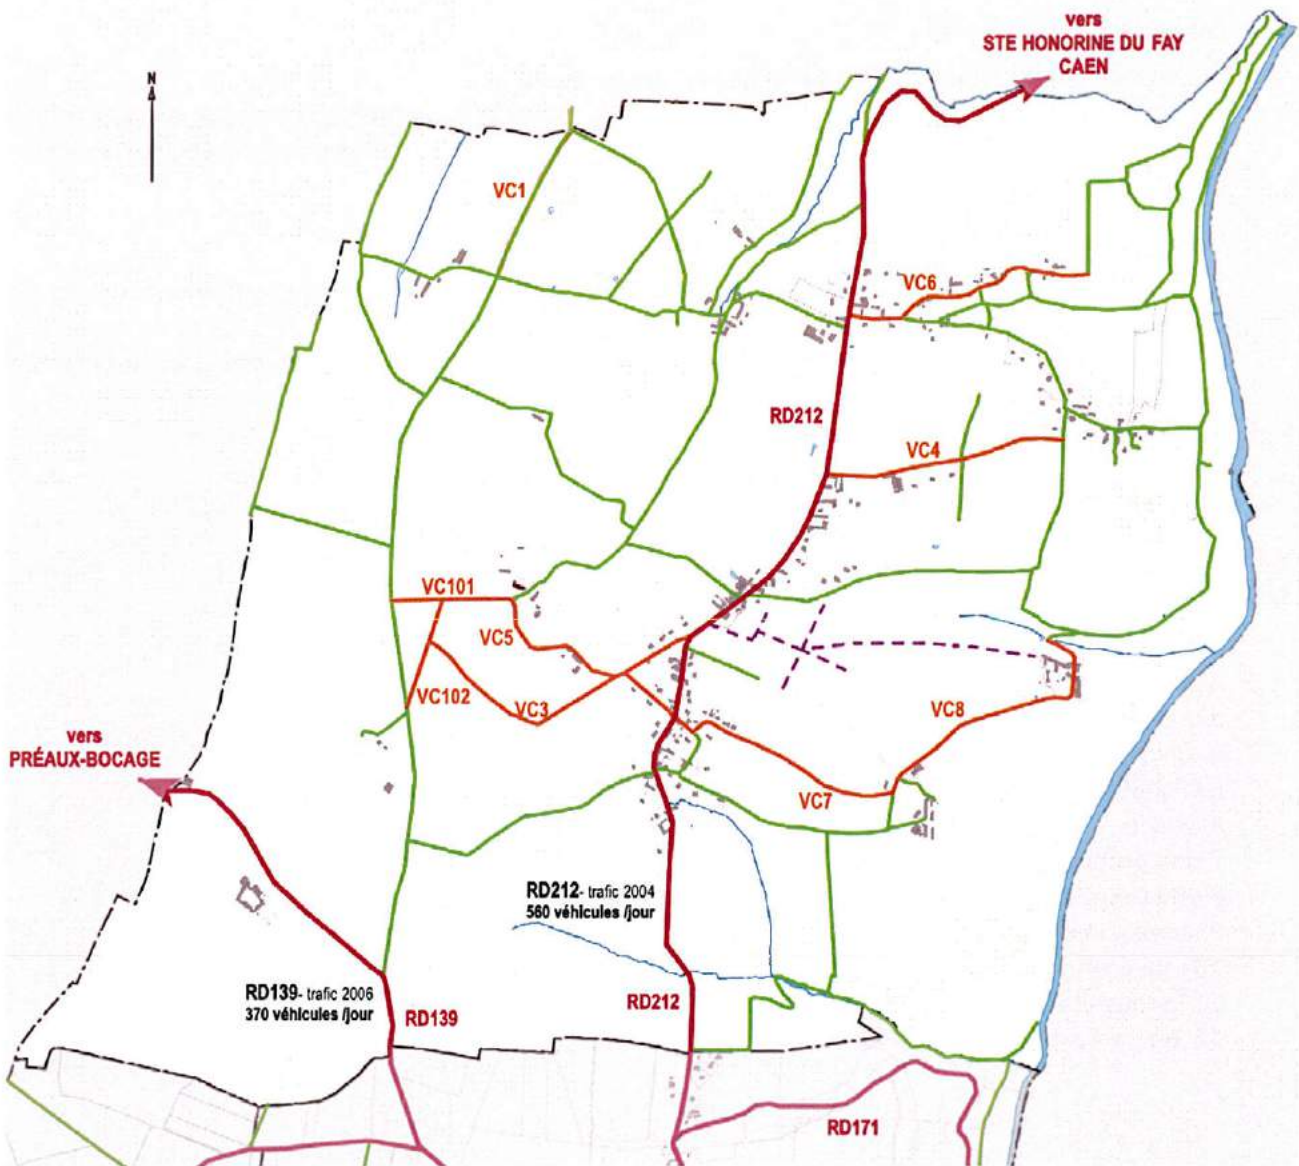 vers
STE HONORINE DU FAY
CAEN
N
VC1
VC6
RD212
VC4
VC101
VC5
VC102
VC3
VC8
vers
PRÉAUX-BOCAGE
VC7
RD212- trafic 2004
560 véhicules /jour
RD139- trafic 2006
370 véhicules /jour
RD212
RD139
RD171